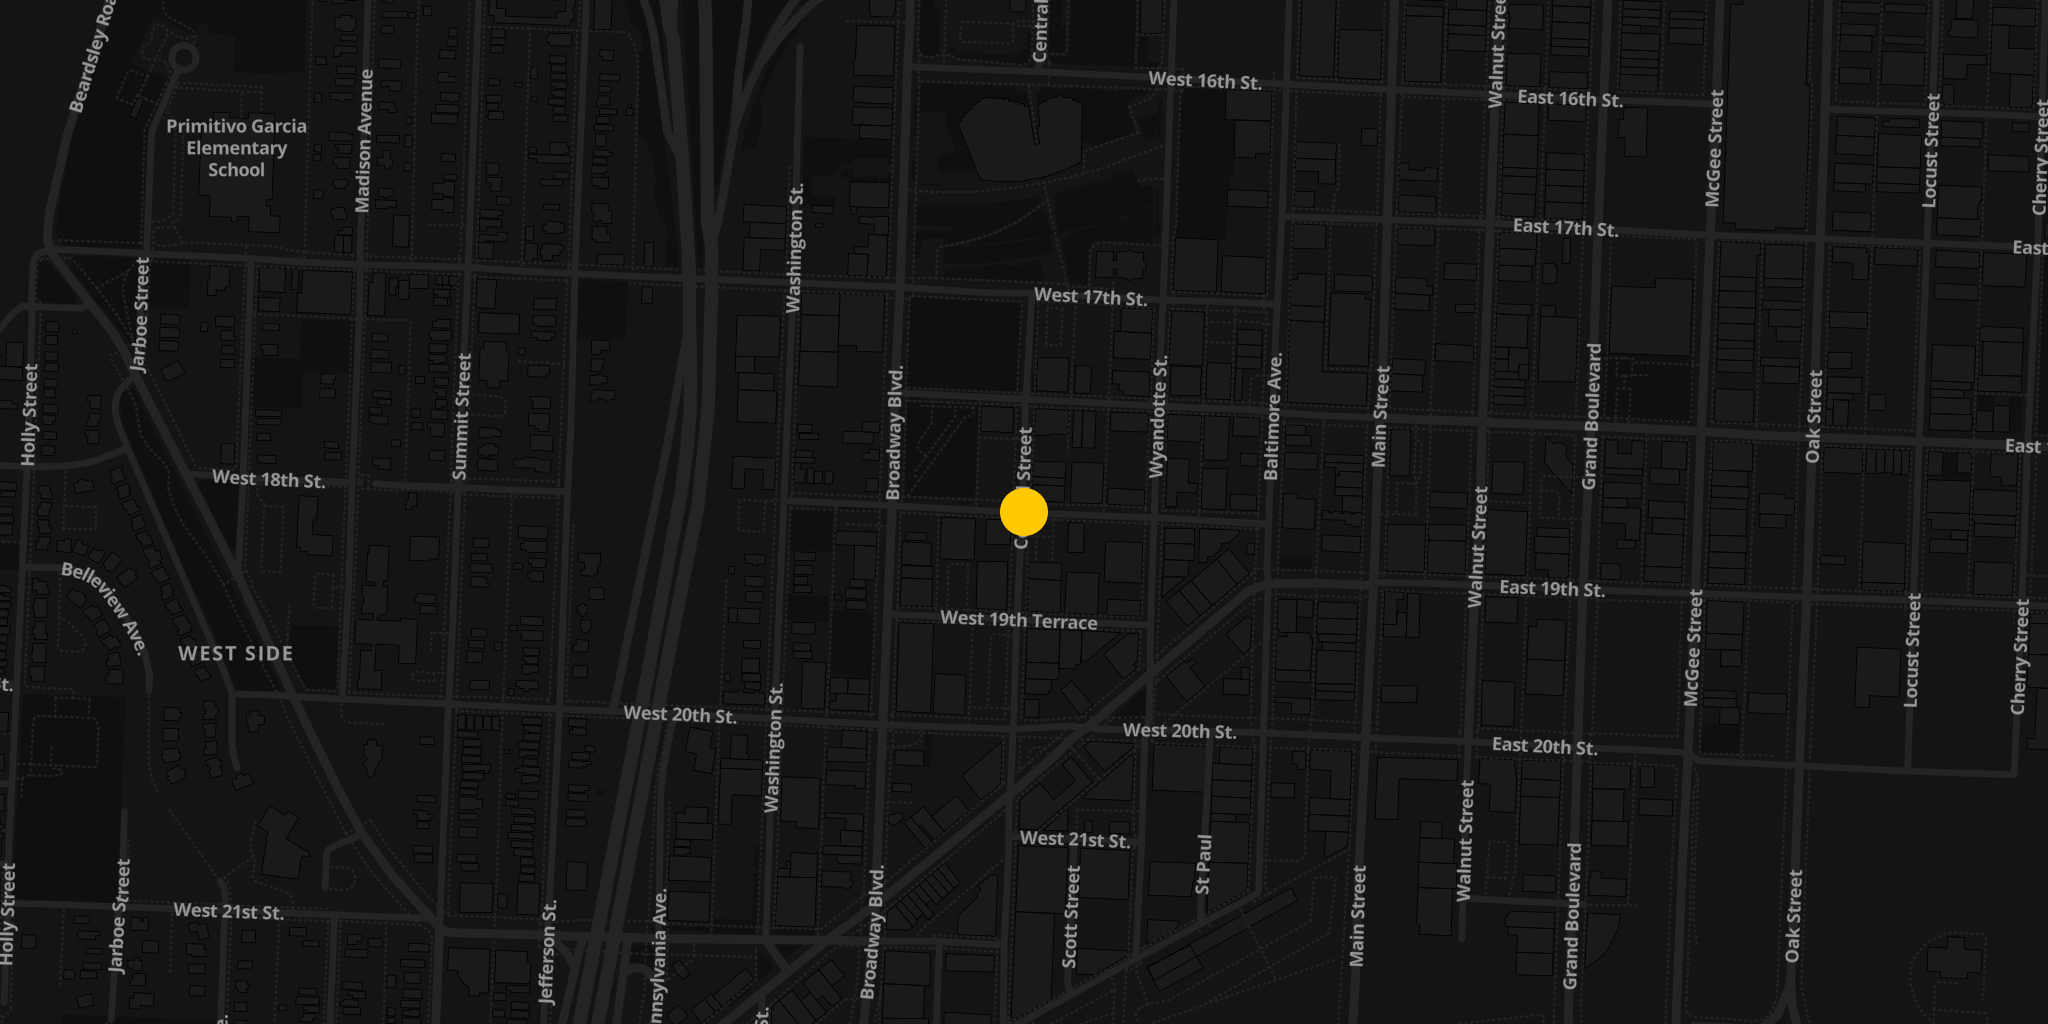 Beardsley Roa
Central
Walnut Stree
West 16th St.
East 16th St.
Primitivo Garcia
Elementary
School
Madison Avenue
McGee Street
Locust Street
Cherry Street
Washington St.
East 17th St.
East
Jarboe Street
West 17th St.
Holly Street
Summit Street
Broadway Blvd.
Street
Wyandotte St.
Baltimore Ave.
Main Street
Grand Boulevard
Oak Street
East
West 18th St.
C
Walnut Street
Belleview Ave.
East 19th St.
West 19th Terrace
WEST SIDE
McGee Street
Locust Street
Cherry Street
St.
West 20th St.
Washington St.
West 20th St.
East 20th St.
West 21st St.
Walnut Street
St Paul
Holly Street
Jarboe Street
West 21st St.
Jefferson St.
nnsylvania Ave.
Broadway Blvd.
Scott Street
Main Street
Grand Boulevard
Oak Street
e.
St.